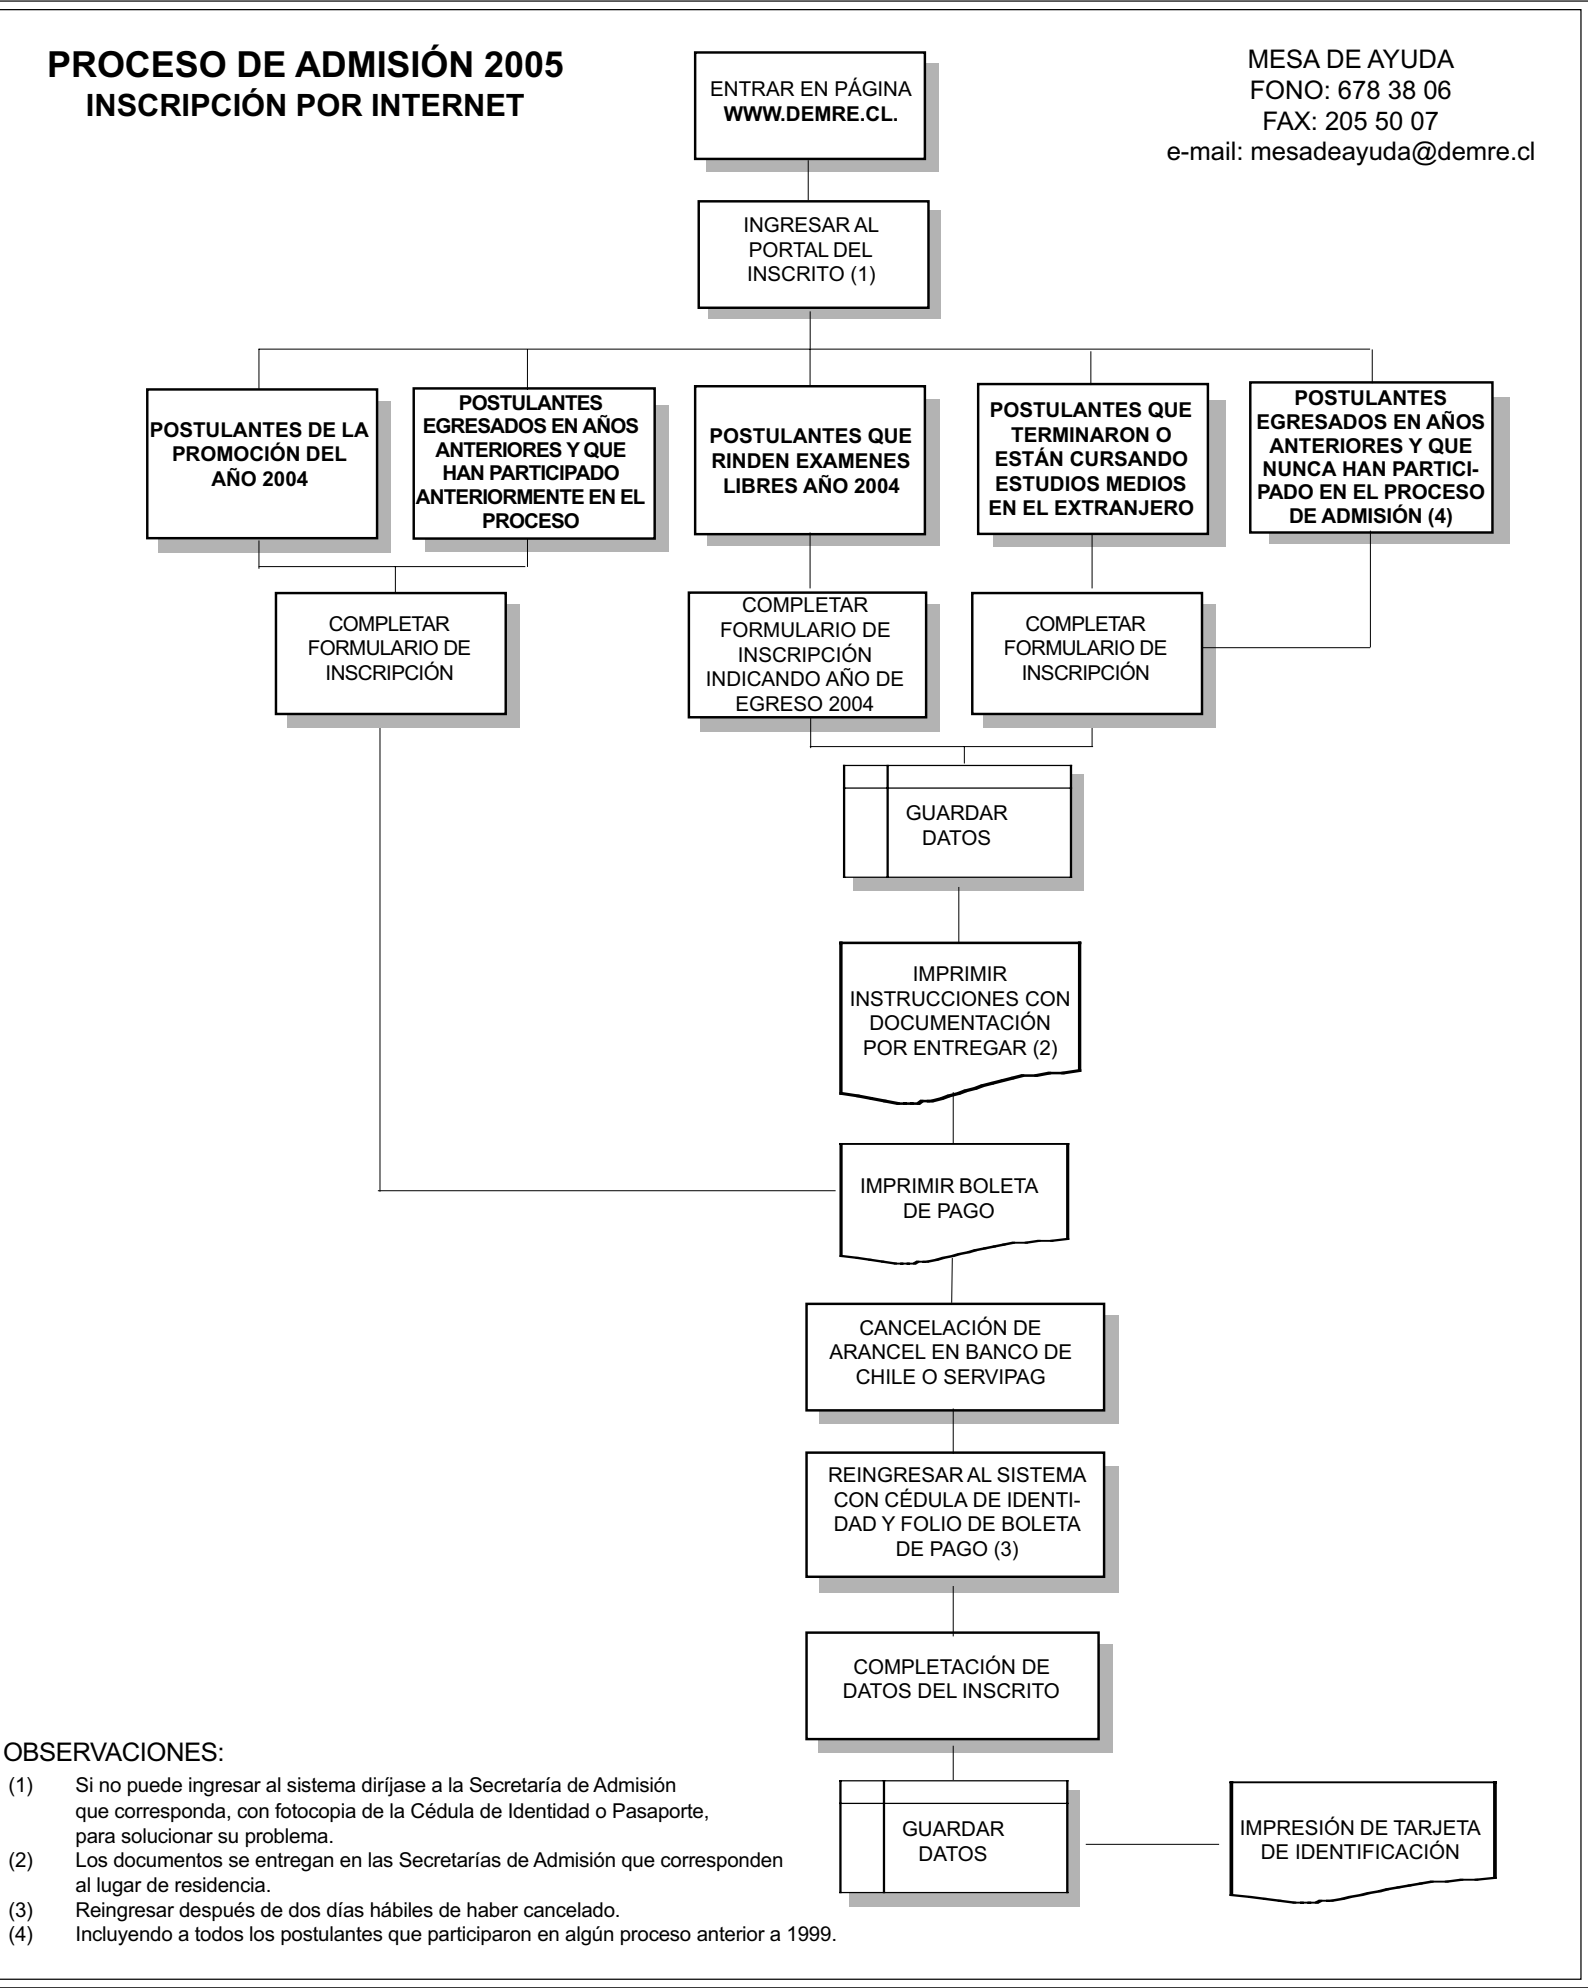 PROCESO DE ADMISIÓN 2005
INSCRIPCIÓN POR INTERNET
ENTRAR EN PÁGINA
WWW.DEMRE.CL.
MESA DE AYUDA
FONO: 678 38 06
FAX: 205 50 07
e-mail: mesadeayuda@demre.cl
INGRESAR AL
PORTAL DEL
INSCRITO (1)
POSTULANTES DE LA
PROMOCIÓN DEL
AÑO 2004
POSTULANTES
EGRESADOS EN AÑOS
ANTERIORES Y QUE
HAN PARTICIPADO
ANTERIORMENTE EN EL
PROCESO
POSTULANTES QUE
RINDEN EXAMENES
LIBRES AÑO 2004
POSTULANTES QUE
TERMINARON O
ESTÁN CURSANDO
ESTUDIOS MEDIOS
EN EL EXTRANJERO
POSTULANTES
EGRESADOS EN AÑOS
ANTERIORES Y QUE
NUNCA HAN PARTICI-
PADO EN EL PROCESO
DE ADMISIÓN (4)
COMPLETAR
FORMULARIO DE
INSCRIPCIÓN
COMPLETAR
FORMULARIO DE
INSCRIPCIÓN
INDICANDO AÑO DE
EGRESO 2004
COMPLETAR
FORMULARIO DE
INSCRIPCIÓN
GUARDAR
DATOS
IMPRIMIR
INSTRUCCIONES CON
DOCUMENTACIÓN
POR ENTREGAR (2)
IMPRIMIR BOLETA
DE PAGO
CANCELACIÓN DE
ARANCEL EN BANCO DE
CHILE O SERVIPAG
REINGRESAR AL SISTEMA
CON CÉDULA DE IDENTI-
DAD Y FOLIO DE BOLETA
DE PAGO (3)
COMPLETACIÓN DE
DATOS DEL INSCRITO
GUARDAR
DATOS
IMPRESIÓN DE TARJETA
DE IDENTIFICACIÓN
OBSERVACIONES:
(1) Si no puede ingresar al sistema diríjase a la Secretaría de Admisión
que corresponda, con fotocopia de la Cédula de Identidad o Pasaporte,
para solucionar su problema.
(2) Los documentos se entregan en las Secretarías de Admisión que corresponden
al lugar de residencia.
(3) Reingresar después de dos días hábiles de haber cancelado.
(4) Incluyendo a todos los postulantes que participaron en algún proceso anterior a 1999.